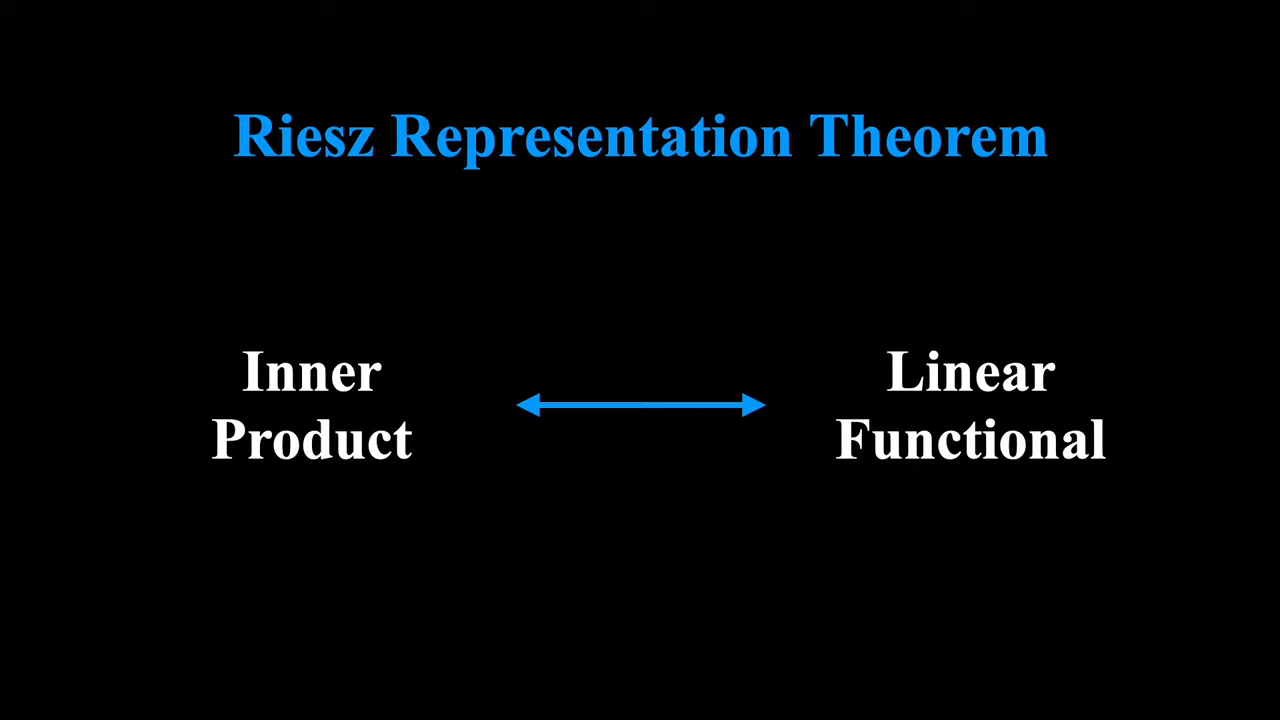 Riesz Representation Theorem
Inner
Product
Linear
Functional